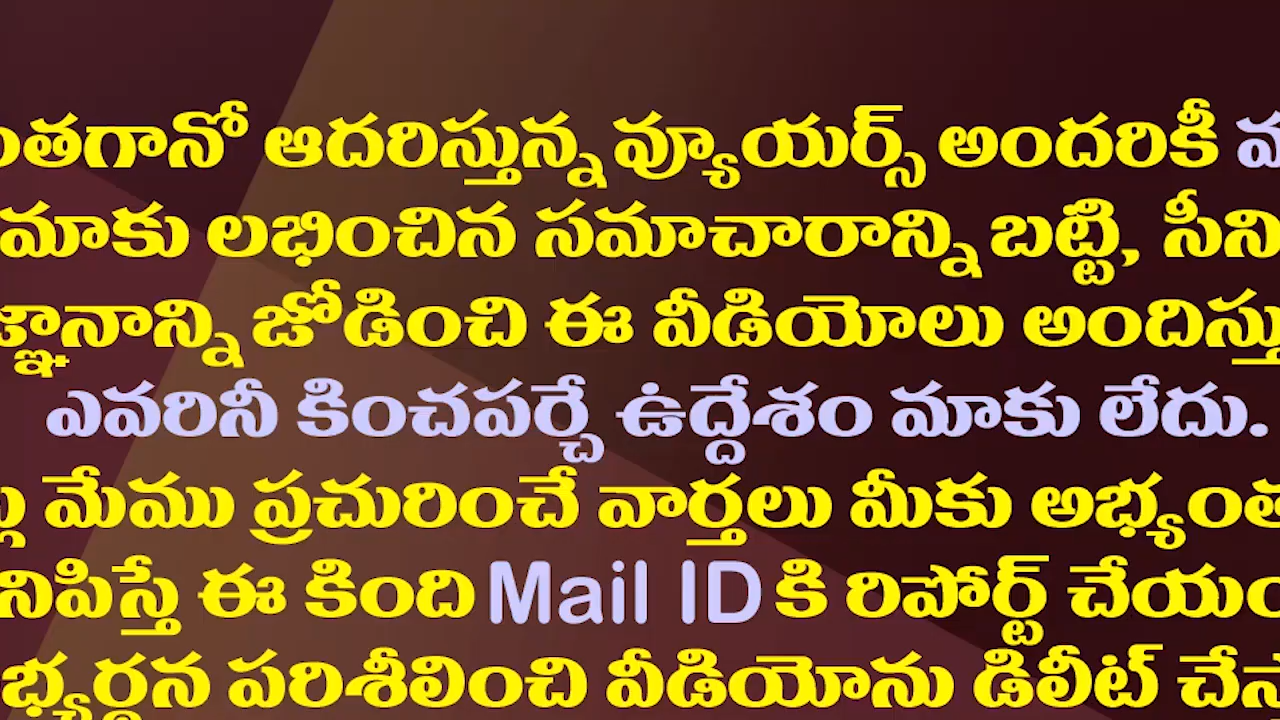 ంతగానో ఆదరిస్తున్న వ్యూయర్స్ అందరికీ
మాకు లభించిన సమాచారాన్ని బట్టి, సీని
జ్ఞానాన్ని జోడించి ఈ వీడియోలు అందిస్తు
ఎవరినీ కించపర్చే ఉద్దేశం మాకు లేదు.
మేము ప్రచురించే వార్తలు మీకు అభ్యంత
నిపిస్తే ఈ కింది Mail ID కి రిపోర్ట్ చేయం
భ్యర్థన పరిశీలించి వీడియోను డిలీట్ చేస